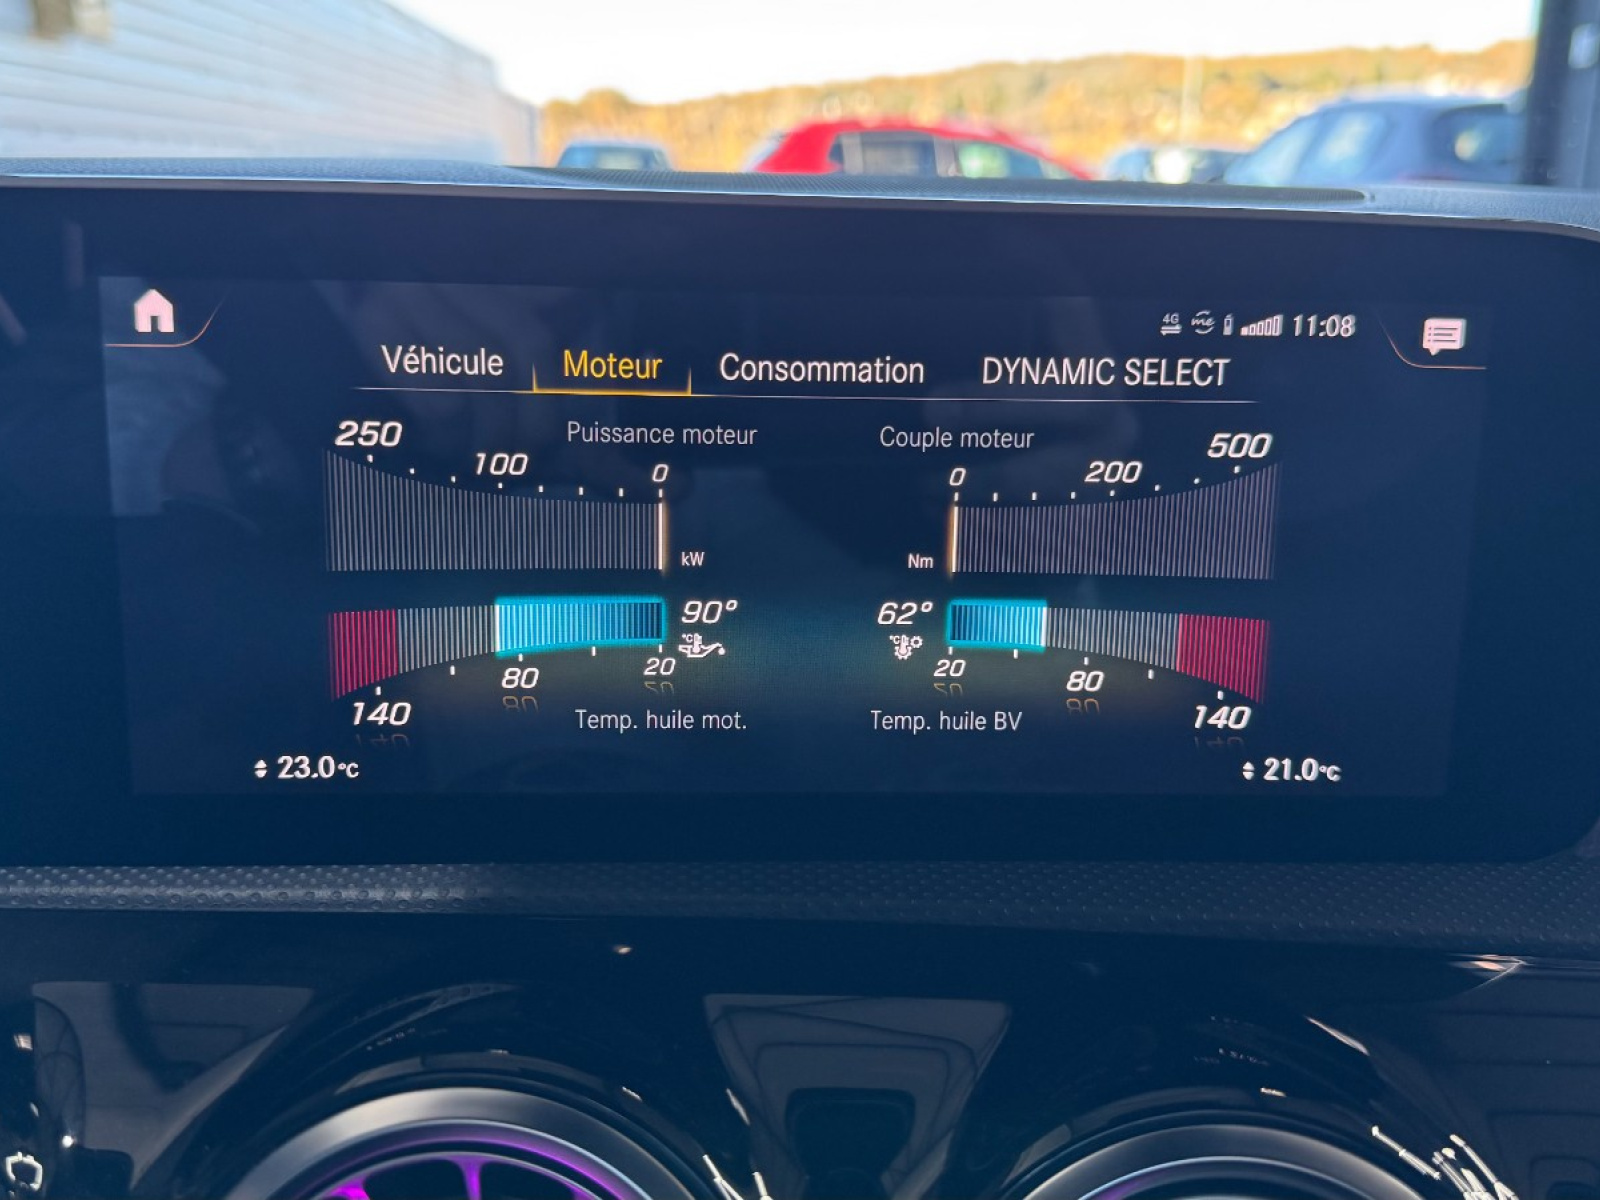 4G me 11:08
Véhicule Moteur Consommation DYNAMIC SELECT
Puissance moteur Couple moteur
250 100 0 0 200 500
kW Nm
90° 62°
°C °C
140 80 20 20 80 140
Temp. huile mot. Temp. huile BV
23.0°C 21.0°C